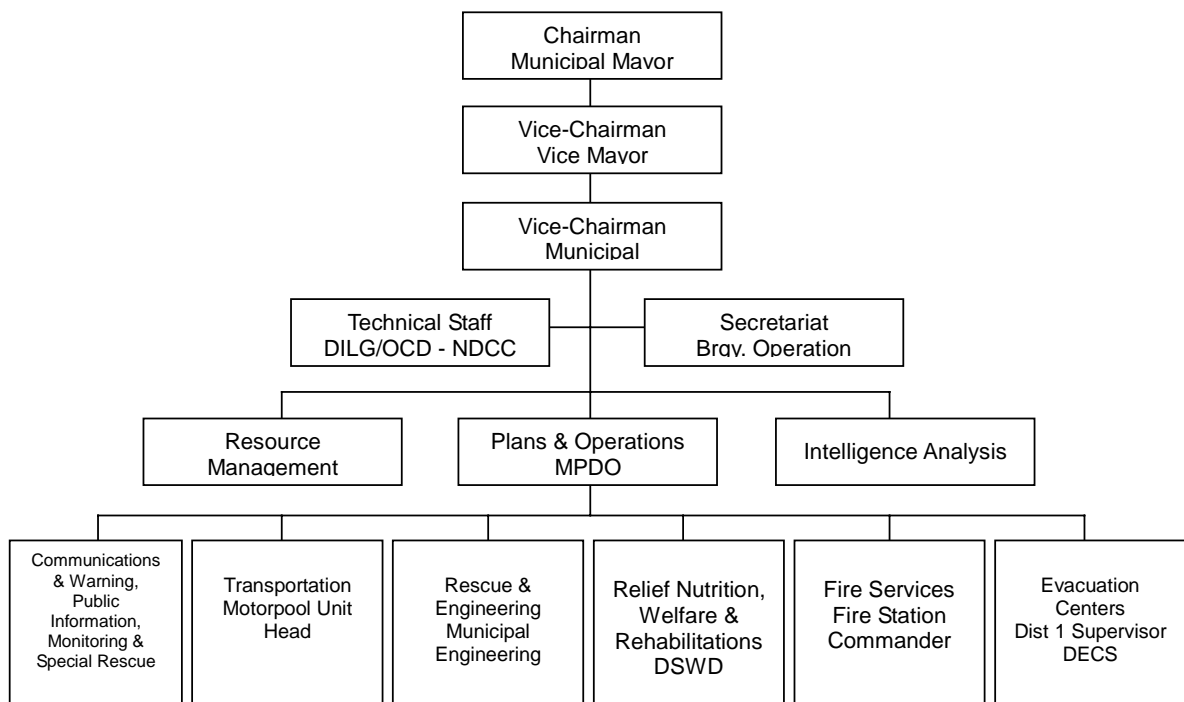 Chairman
Municipal Mayor
Vice-Chairman
Vice Mayor
Vice-Chairman
Municipal
Technical Staff
DILG/OCD - NDCC
Secretariat
Brgy. Operation
Resource
Management
Plans & Operations
MPDO
Intelligence Analysis
Communications
& Warning,
Public
Information,
Monitoring &
Special Rescue
Transportation
Motorpool Unit
Head
Rescue &
Engineering
Municipal
Engineering
Relief Nutrition,
Welfare &
Rehabilitations
DSWD
Fire Services
Fire Station
Commander
Evacuation
Centers
Dist 1 Supervisor
DECS